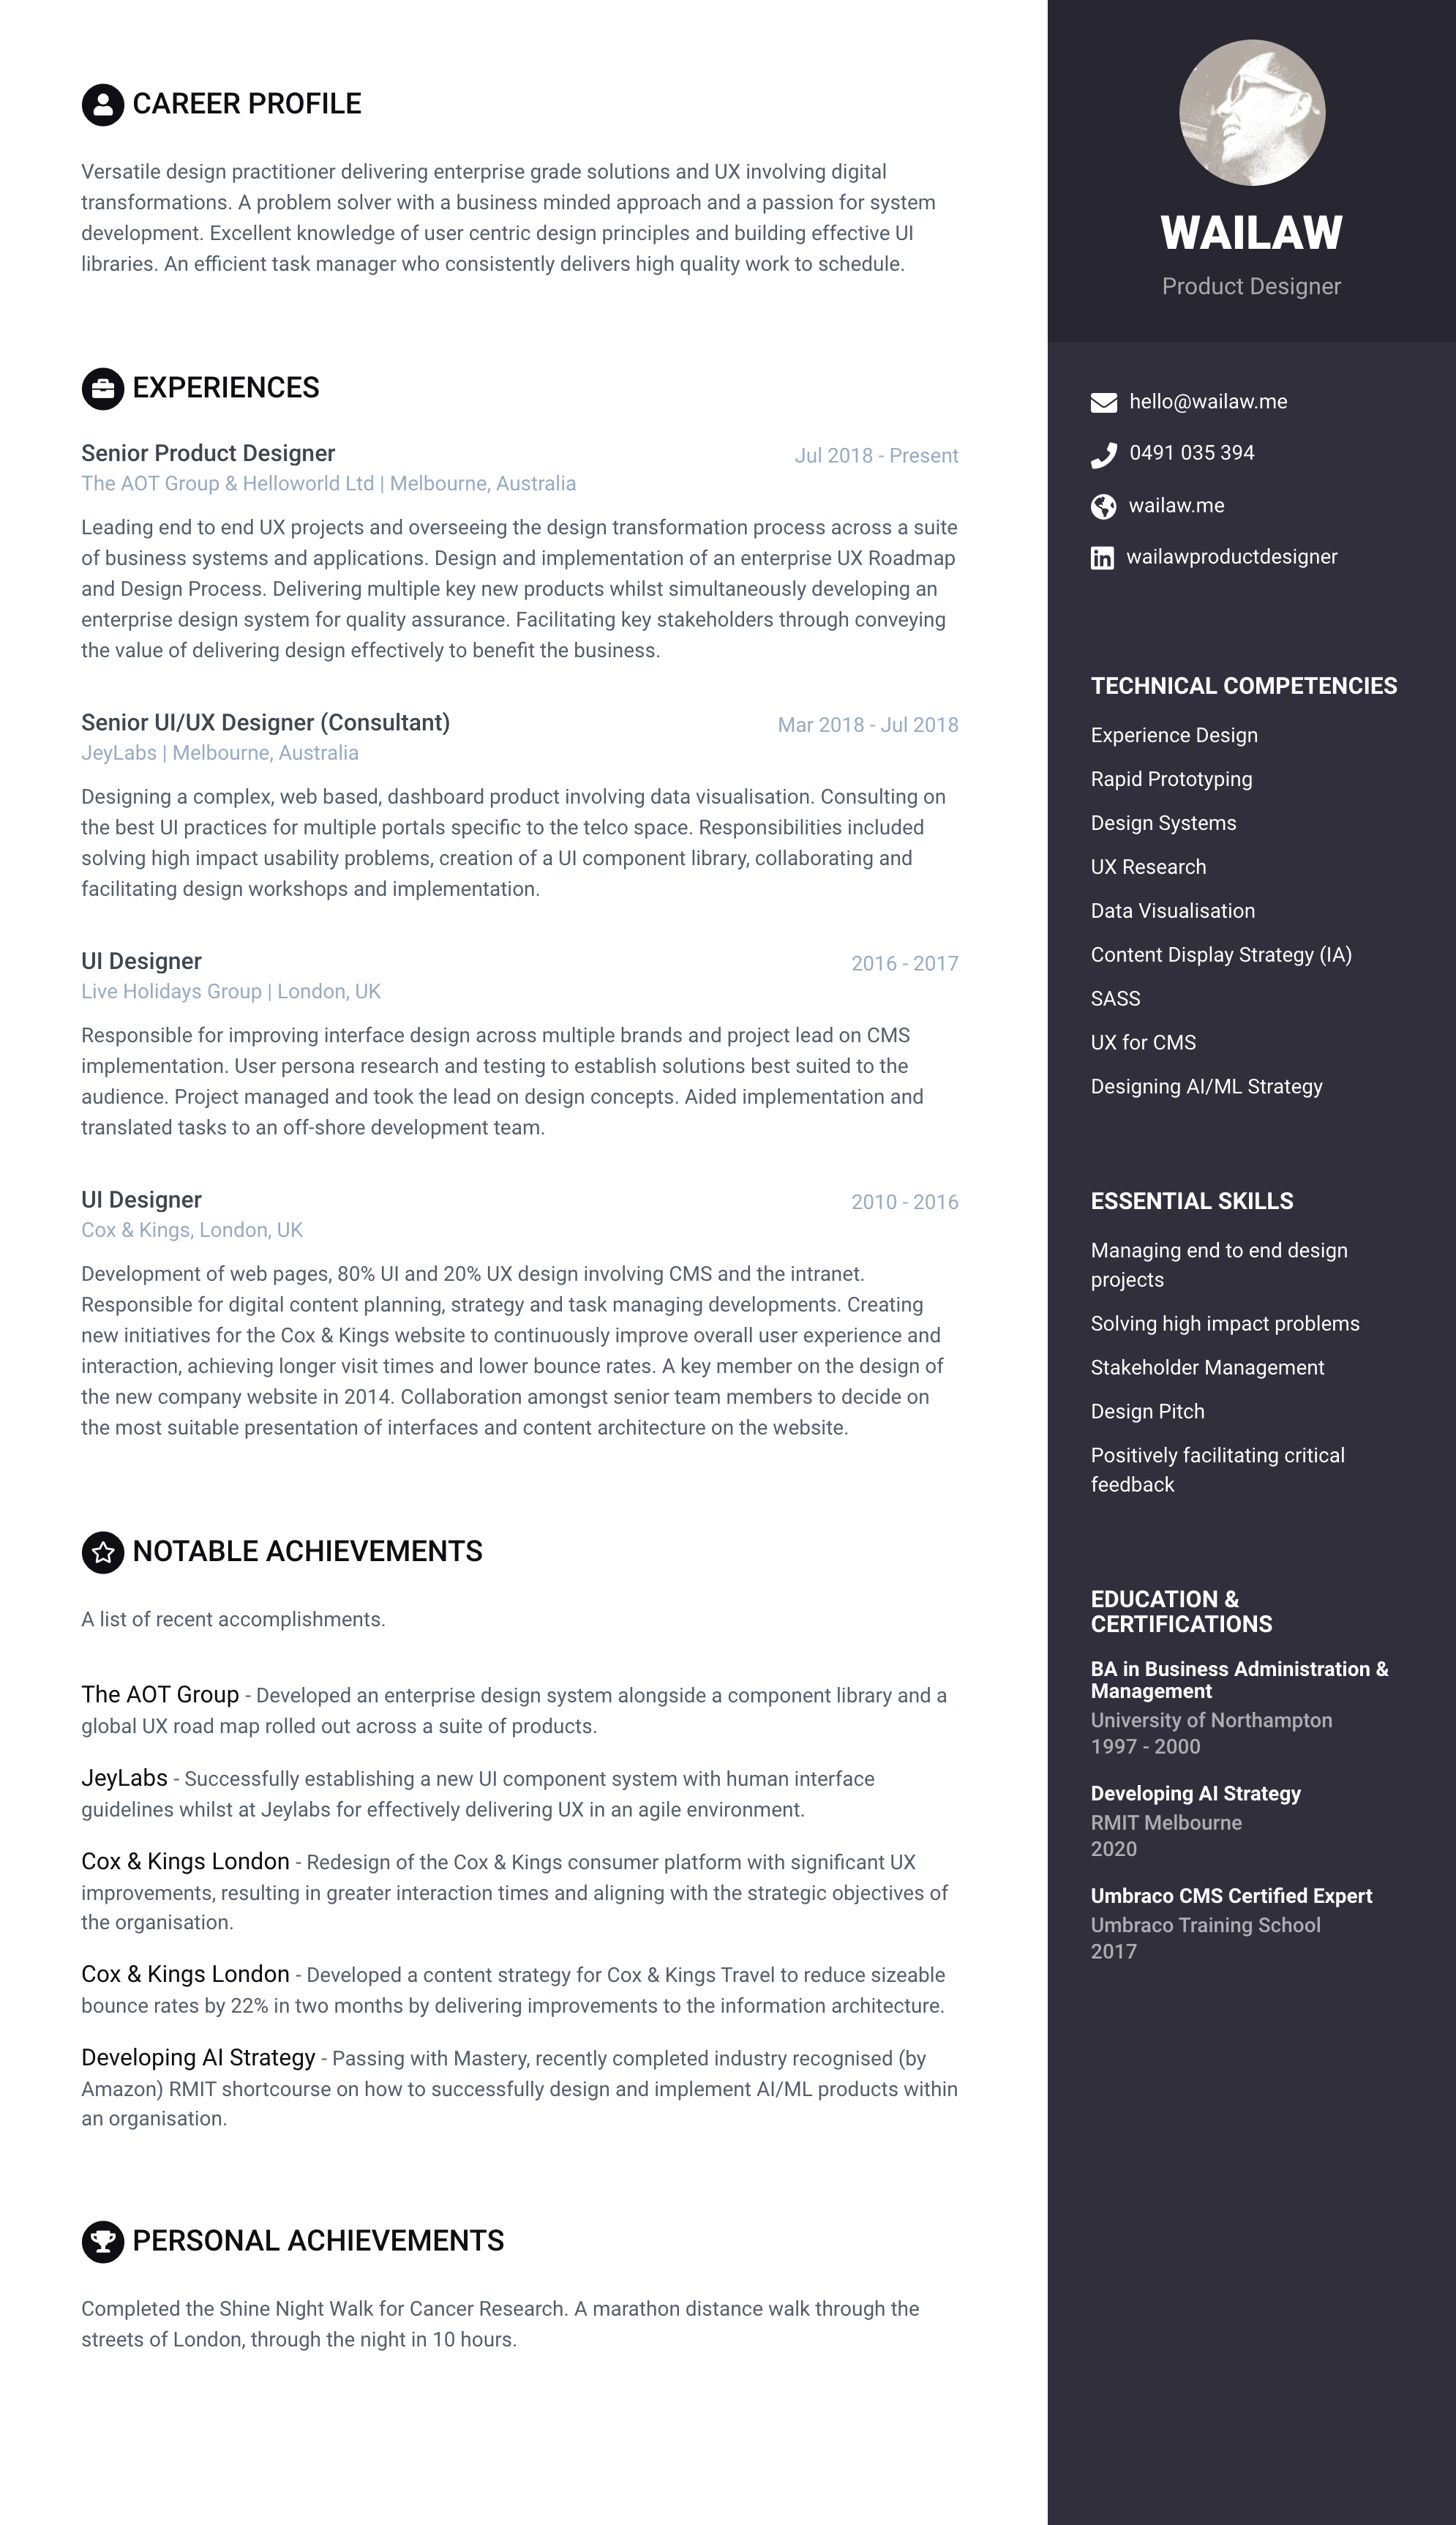 CAREER PROFILE
Versatile design practitioner delivering enterprise grade solutions and UX involving digital
transformations. A problem solver with a business minded approach and a passion for system
development. Excellent knowledge of user centric design principles and building effective UI
libraries. An efficient task manager who consistently delivers high quality work to schedule.
EXPERIENCES
Senior Product Designer
Jul 2018 - Present
The AOT Group & Helloworld Ltd | Melbourne, Australia
Leading end to end UX projects and overseeing the design transformation process across a suite
of business systems and applications. Design and implementation of an enterprise UX Roadmap
and Design Process. Delivering multiple key new products whilst simultaneously developing an
enterprise design system for quality assurance. Facilitating key stakeholders through conveying
the value of delivering design effectively to benefit the business.
Senior UI/UX Designer (Consultant)
Mar 2018 - Jul 2018
JeyLabs | Melbourne, Australia
Designing a complex, web based, dashboard product involving data visualisation. Consulting on
the best UI practices for multiple portals specific to the telco space. Responsibilities included
solving high impact usability problems, creation of a UI component library, collaborating and
facilitating design workshops and implementation.
UI Designer
2016 - 2017
Live Holidays Group | London, UK
Responsible for improving interface design across multiple brands and project lead on CMS
implementation. User persona research and testing to establish solutions best suited to the
audience. Project managed and took the lead on design concepts. Aided implementation and
translated tasks to an off-shore development team.
UI Designer
2010 - 2016
Cox & Kings, London, UK
Development of web pages, 80% UI and 20% UX design involving CMS and the intranet.
Responsible for digital content planning, strategy and task managing developments. Creating
new initiatives for the Cox & Kings website to continuously improve overall user experience and
interaction, achieving longer visit times and lower bounce rates. A key member on the design of
the new company website in 2014. Collaboration amongst senior team members to decide on
the most suitable presentation of interfaces and content architecture on the website.
NOTABLE ACHIEVEMENTS
A list of recent accomplishments.
The AOT Group - Developed an enterprise design system alongside a component library and a
global UX road map rolled out across a suite of products.
JeyLabs - Successfully establishing a new UI component system with human interface
guidelines whilst at Jeylabs for effectively delivering UX in an agile environment.
Cox & Kings London - Redesign of the Cox & Kings consumer platform with significant UX
improvements, resulting in greater interaction times and aligning with the strategic objectives of
the organisation.
Cox & Kings London - Developed a content strategy for Cox & Kings Travel to reduce sizeable
bounce rates by 22% in two months by delivering improvements to the information architecture.
Developing AI Strategy - Passing with Mastery, recently completed industry recognised (by
Amazon) RMIT shortcourse on how to successfully design and implement AI/ML products within
an organisation.
PERSONAL ACHIEVEMENTS
Completed the Shine Night Walk for Cancer Research. A marathon distance walk through the
streets of London, through the night in 10 hours.
WAILAW
Product Designer
hello@wailaw.me
0491 035 394
wailaw.me
wailawproductdesigner
TECHNICAL COMPETENCIES
Experience Design
Rapid Prototyping
Design Systems
UX Research
Data Visualisation
Content Display Strategy (IA)
SASS
UX for CMS
Designing AI/ML Strategy
ESSENTIAL SKILLS
Managing end to end design
projects
Solving high impact problems
Stakeholder Management
Design Pitch
Positively facilitating critical
feedback
EDUCATION &
CERTIFICATIONS
BA in Business Administration &
Management
University of Northampton
1997 - 2000
Developing AI Strategy
RMIT Melbourne
2020
Umbraco CMS Certified Expert
Umbraco Training School
2017